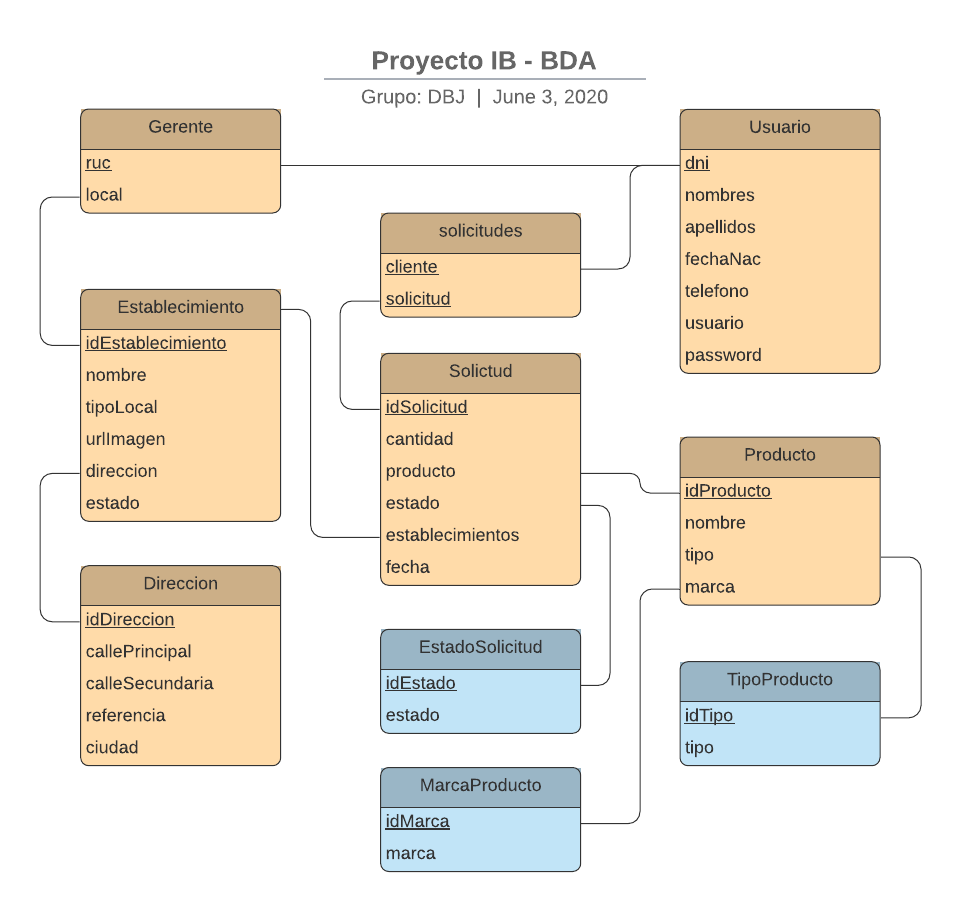 Proyecto IB - BDA
Grupo: DBJ | June 3, 2020
Gerente
ruc
local
Usuario
dni
nombres
apellidos
fechaNac
telefono
usuario
password
solicitudes
cliente
solicitud
Establecimiento
idEstablecimiento
nombre
tipoLocal
urlImagen
direccion
estado
Solictud
idSolicitud
cantidad
producto
estado
establecimientos
fecha
Producto
idProducto
nombre
tipo
marca
Direccion
idDireccion
callePrincipal
calleSecundaria
referencia
ciudad
EstadoSolicitud
idEstado
estado
TipoProducto
idTipo
tipo
MarcaProducto
idMarca
marca